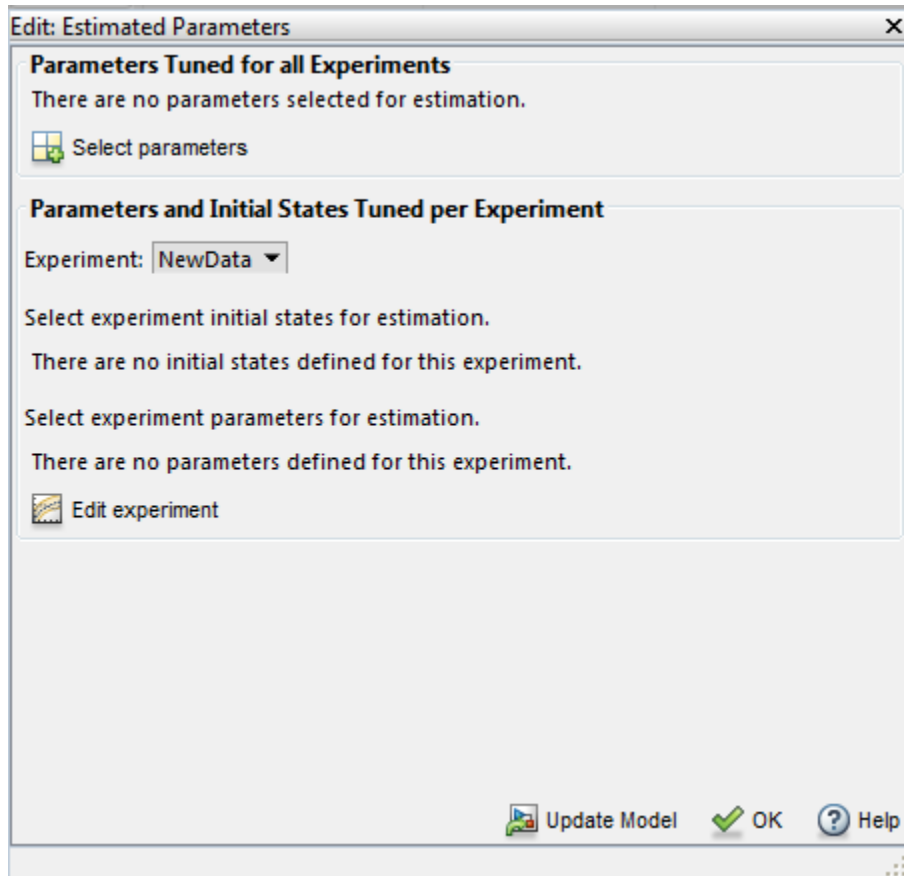 Edit: Estimated Parameters
Parameters Tuned for all Experiments
There are no parameters selected for estimation.
Select parameters
Parameters and Initial States Tuned per Experiment
Experiment: NewData
Select experiment initial states for estimation.
There are no initial states defined for this experiment.
Select experiment parameters for estimation.
There are no parameters defined for this experiment.
Edit experiment
Update Model OK Help